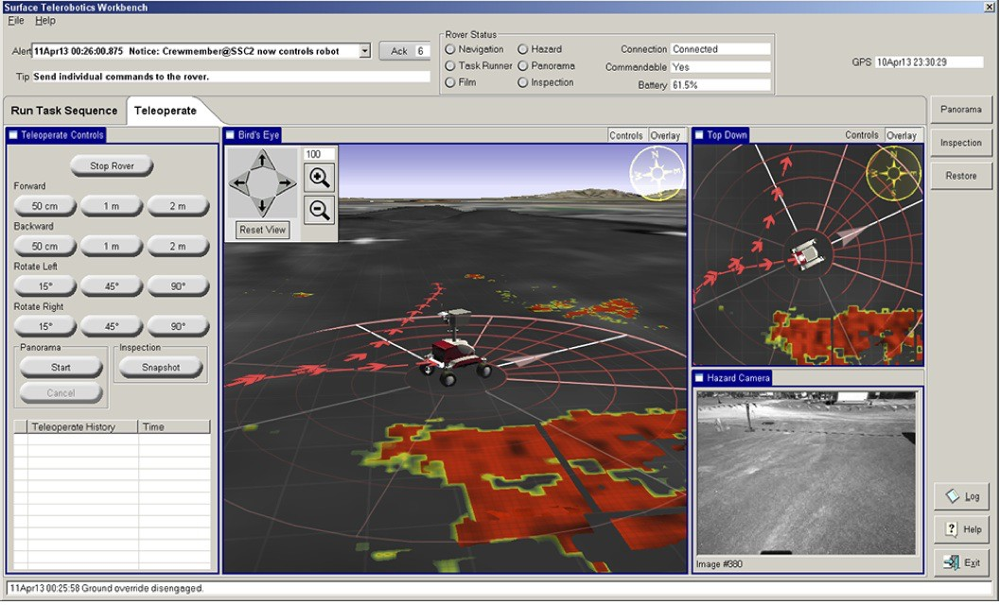 Surface Telerobotics Workbench
File Help
Alert 11Apr13 00:26:00.875 Notice: Crewmember@SSC2 now controls robot Ack 6
Tip Send individual commands to the rover.
Rover Status
Navigation Hazard Connection Connected
Task Runner Panorama Commandable Yes
Film Inspection Battery 61.5%
GPS 10Apr13 23:30:29
Run Task Sequence Teleoperate
Teleoperate Controls
Stop Rover
Forward
50 cm 1 m 2 m
Backward
50 cm 1 m 2 m
Rotate Left
15° 45° 90°
Rotate Right
15° 45° 90°
Panorama
Start
Cancel
Inspection
Snapshot
Teleoperate History Time
Bird's Eye Controls Overlay
100
Reset View
N
E
S
W
Top Down Controls Overlay
N
E
S
W
Hazard Camera
Image #380
Panorama
Inspection
Restore
Log
? Help
Exit
11Apr13 00:25:58 Ground override disengaged.